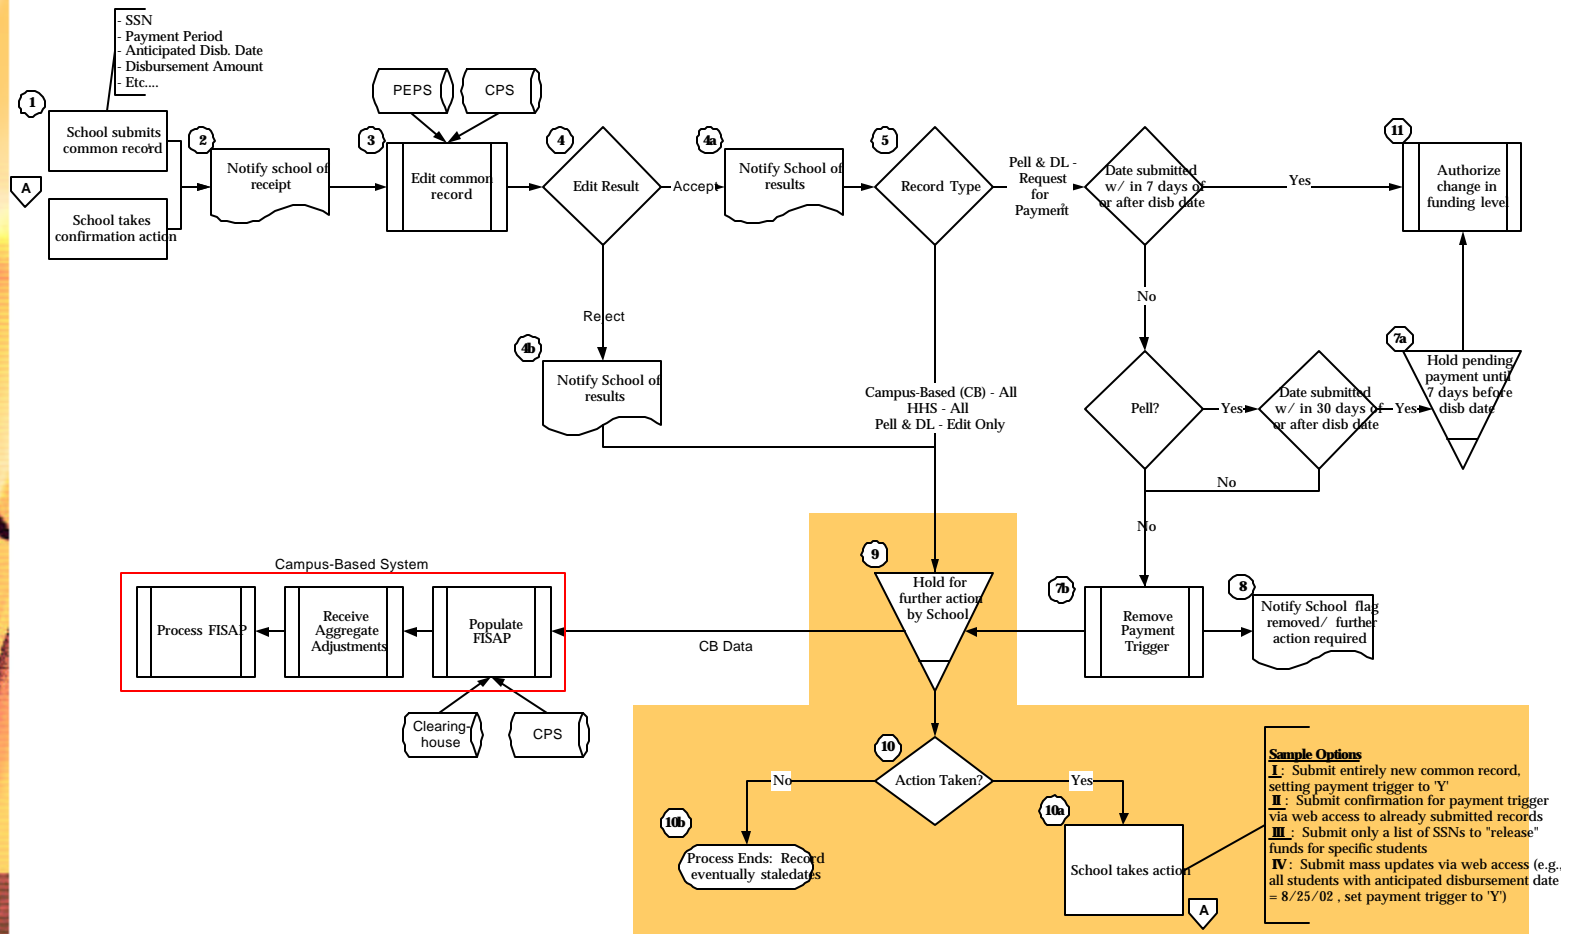 - SSN
- Payment Period
- Anticipated Disb. Date
- Disbursement Amount
- Etc....
1
School submits
common record
A
School takes
confirmation action
2
Notify school of
receipt
PEPS
CPS
3
Edit common
record
4
Edit Result
Accept
Reject
4a
Notify School of
results
4b
Notify School of
results
5
Record Type
Pell & DL -
Request
for
Payment
Campus-Based (CB) - All
HHS - All
Pell & DL - Edit Only
Date submitted
w/ in 7 days of
or after disb date
Yes
No
11
Authorize
change in
funding level
Pell?
Yes
Date submitted
w/ in 30 days of
or after disb date
Yes
7a
Hold pending
payment until
7 days before
disb date
No
No
7b
Remove
Payment
Trigger
8
Notify School flag
removed/ further
action required
9
Hold for
further action
by School
CB Data
Campus-Based System
Process FISAP
Receive
Aggregate
Adjustments
Populate
FISAP
Clearing-
house
CPS
10
Action Taken?
No
Yes
10b
Process Ends: Record
eventually staledates
10a
School takes action
A
Sample Options
I : Submit entirely new common record,
setting payment trigger to 'Y'
II : Submit confirmation for payment trigger
via web access to already submitted records
III : Submit only a list of SSNs to "release"
funds for specific students
IV : Submit mass updates via web access (e.g.,
all students with anticipated disbursement date
= 8/25/02 , set payment trigger to 'Y')